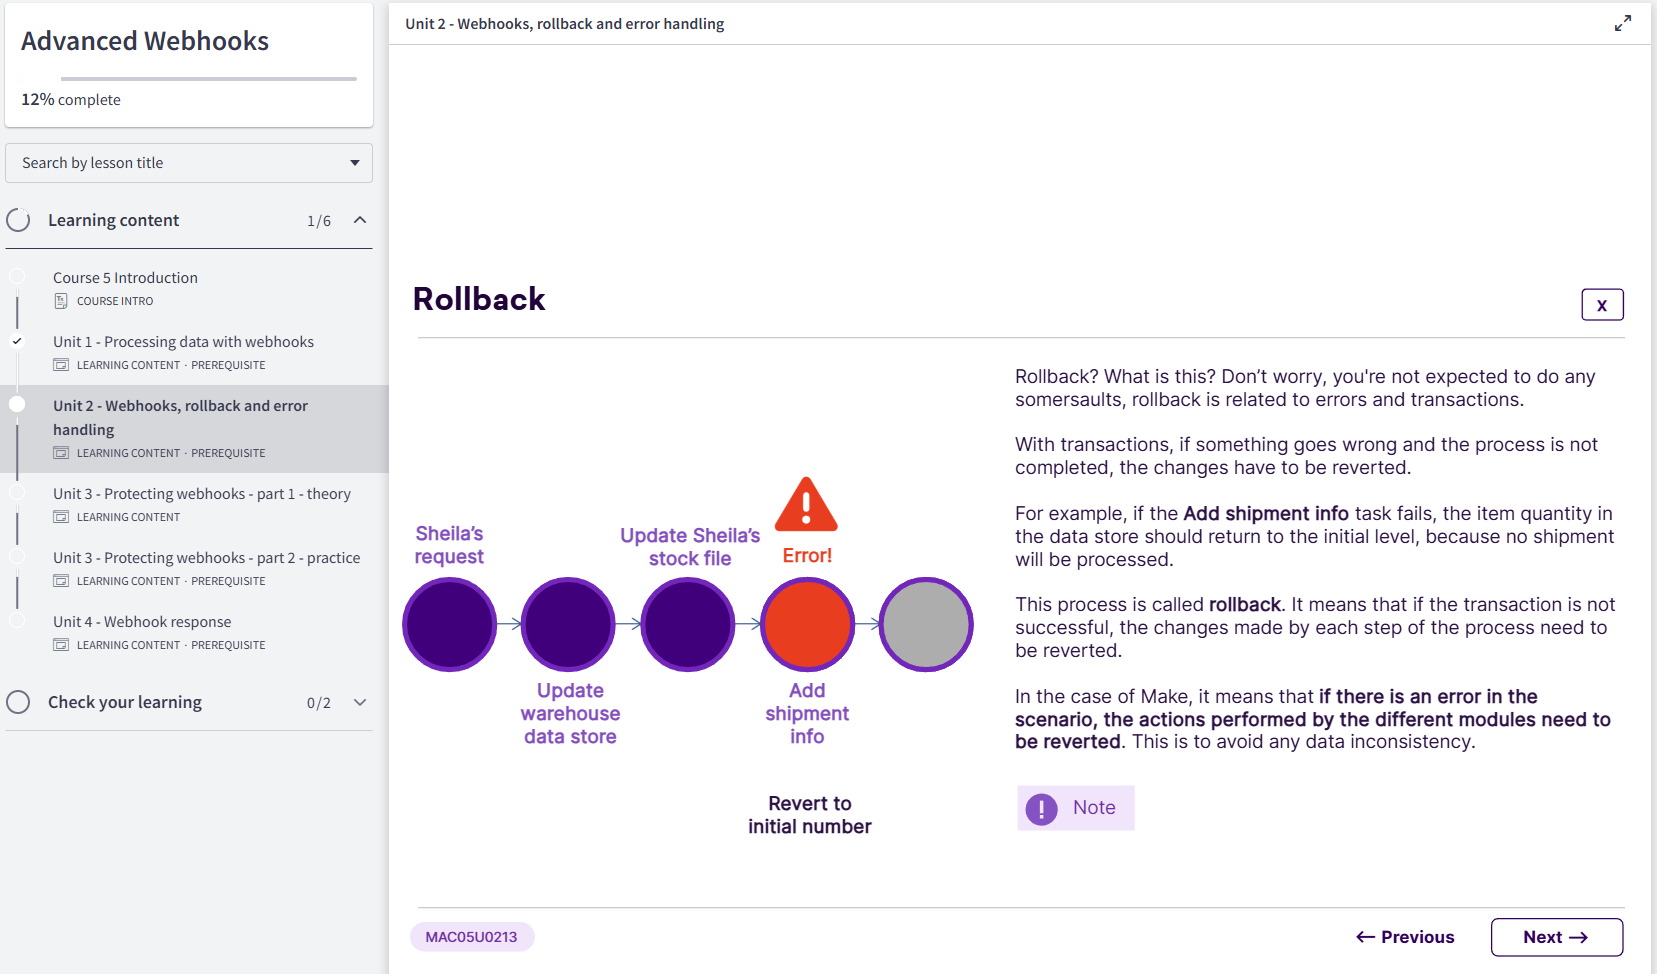 Advanced Webhooks
12% complete
Search by lesson title
Learning content 1/6
Course 5 Introduction
COURSE INTRO
Unit 1 - Processing data with webhooks
LEARNING CONTENT · PREREQUISITE
Unit 2 - Webhooks, rollback and error
handling
LEARNING CONTENT · PREREQUISITE
Unit 3 - Protecting webhooks - part 1 - theory
LEARNING CONTENT
Unit 3 - Protecting webhooks - part 2 - practice
LEARNING CONTENT · PREREQUISITE
Unit 4 - Webhook response
LEARNING CONTENT · PREREQUISITE
Check your learning 0/2
Unit 2 - Webhooks, rollback and error handling
Rollback
X
Sheila’s
request
Update Sheila’s
stock file
Error!
Update
warehouse
data store
Add
shipment
info
Revert to
initial number
Rollback? What is this? Don’t worry, you're not expected to do any
somersaults, rollback is related to errors and transactions.
With transactions, if something goes wrong and the process is not
completed, the changes have to be reverted.
For example, if the Add shipment info task fails, the item quantity in
the data store should return to the initial level, because no shipment
will be processed.
This process is called rollback. It means that if the transaction is not
successful, the changes made by each step of the process need to
be reverted.
In the case of Make, it means that if there is an error in the
scenario, the actions performed by the different modules need to
be reverted. This is to avoid any data inconsistency.
Note
MAC05U0213
← Previous
Next →